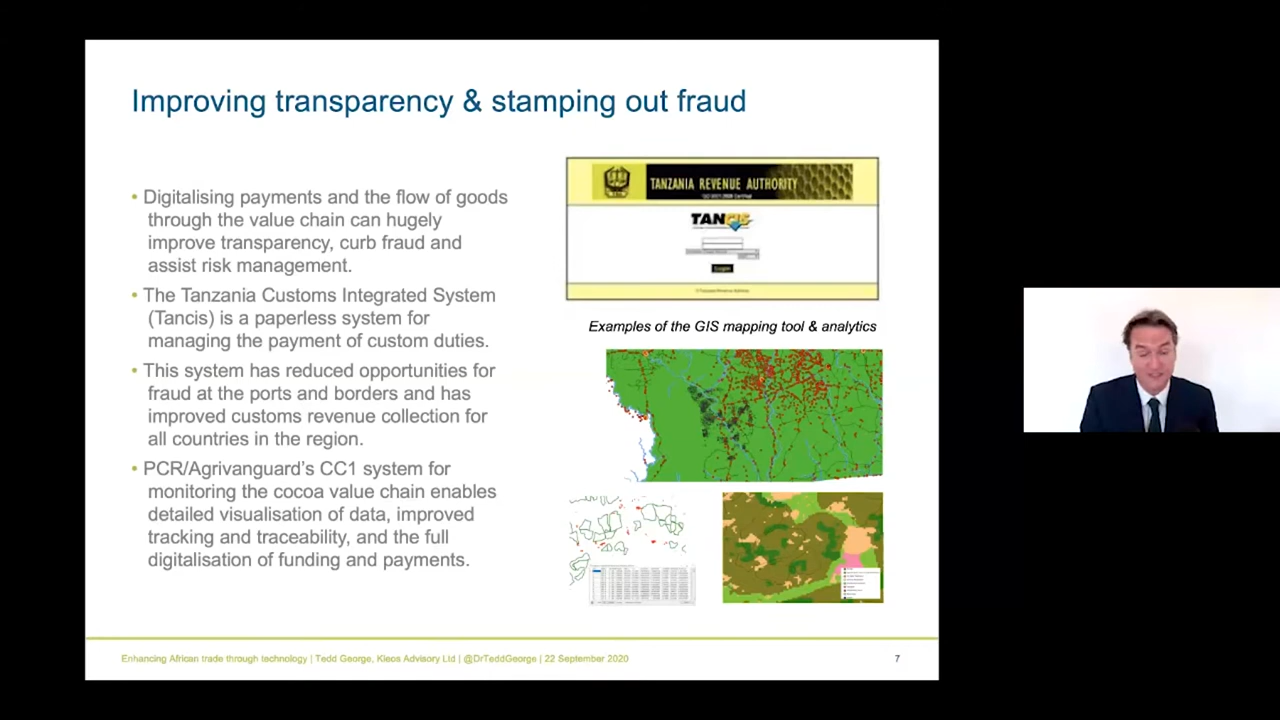 Improving transparency & stamping out fraud
• Digitalising payments and the flow of goods
through the value chain can hugely
improve transparency, curb fraud and
assist risk management.
• The Tanzania Customs Integrated System
(Tancis) is a paperless system for
managing the payment of custom duties.
• This system has reduced opportunities for
fraud at the ports and borders and has
improved customs revenue collection for
all countries in the region.
• PCR/Agrivanguard's CC1 system for
monitoring the cocoa value chain enables
detailed visualisation of data, improved
tracking and traceability, and the full
digitalisation of funding and payments.
TANZANIA REVENUE AUTHORITY
TANCIS
Examples of the GIS mapping tool & analytics
Enhancing African trade through technology | Tedd George, Kleos Advisory Ltd | @DrTeddGeorge | 22 September 2020
7